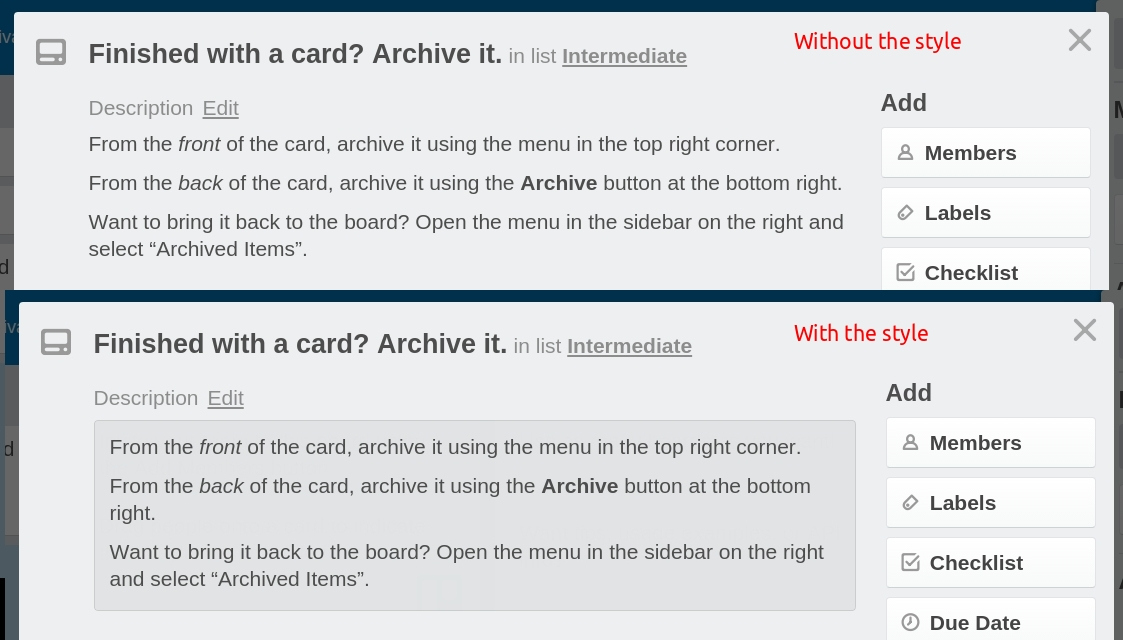 Finished with a card? Archive it. in list Intermediate
Without the style
Description Edit
Add
From the front of the card, archive it using the menu in the top right corner.
Members
From the back of the card, archive it using the Archive button at the bottom right.
Labels
Want to bring it back to the board? Open the menu in the sidebar on the right and
select “Archived Items”.
Checklist
Finished with a card? Archive it. in list Intermediate
With the style
Description Edit
Add
From the front of the card, archive it using the menu in the top right corner.
Members
From the back of the card, archive it using the Archive button at the bottom
right.
Labels
Want to bring it back to the board? Open the menu in the sidebar on the right
and select “Archived Items”.
Checklist
Due Date